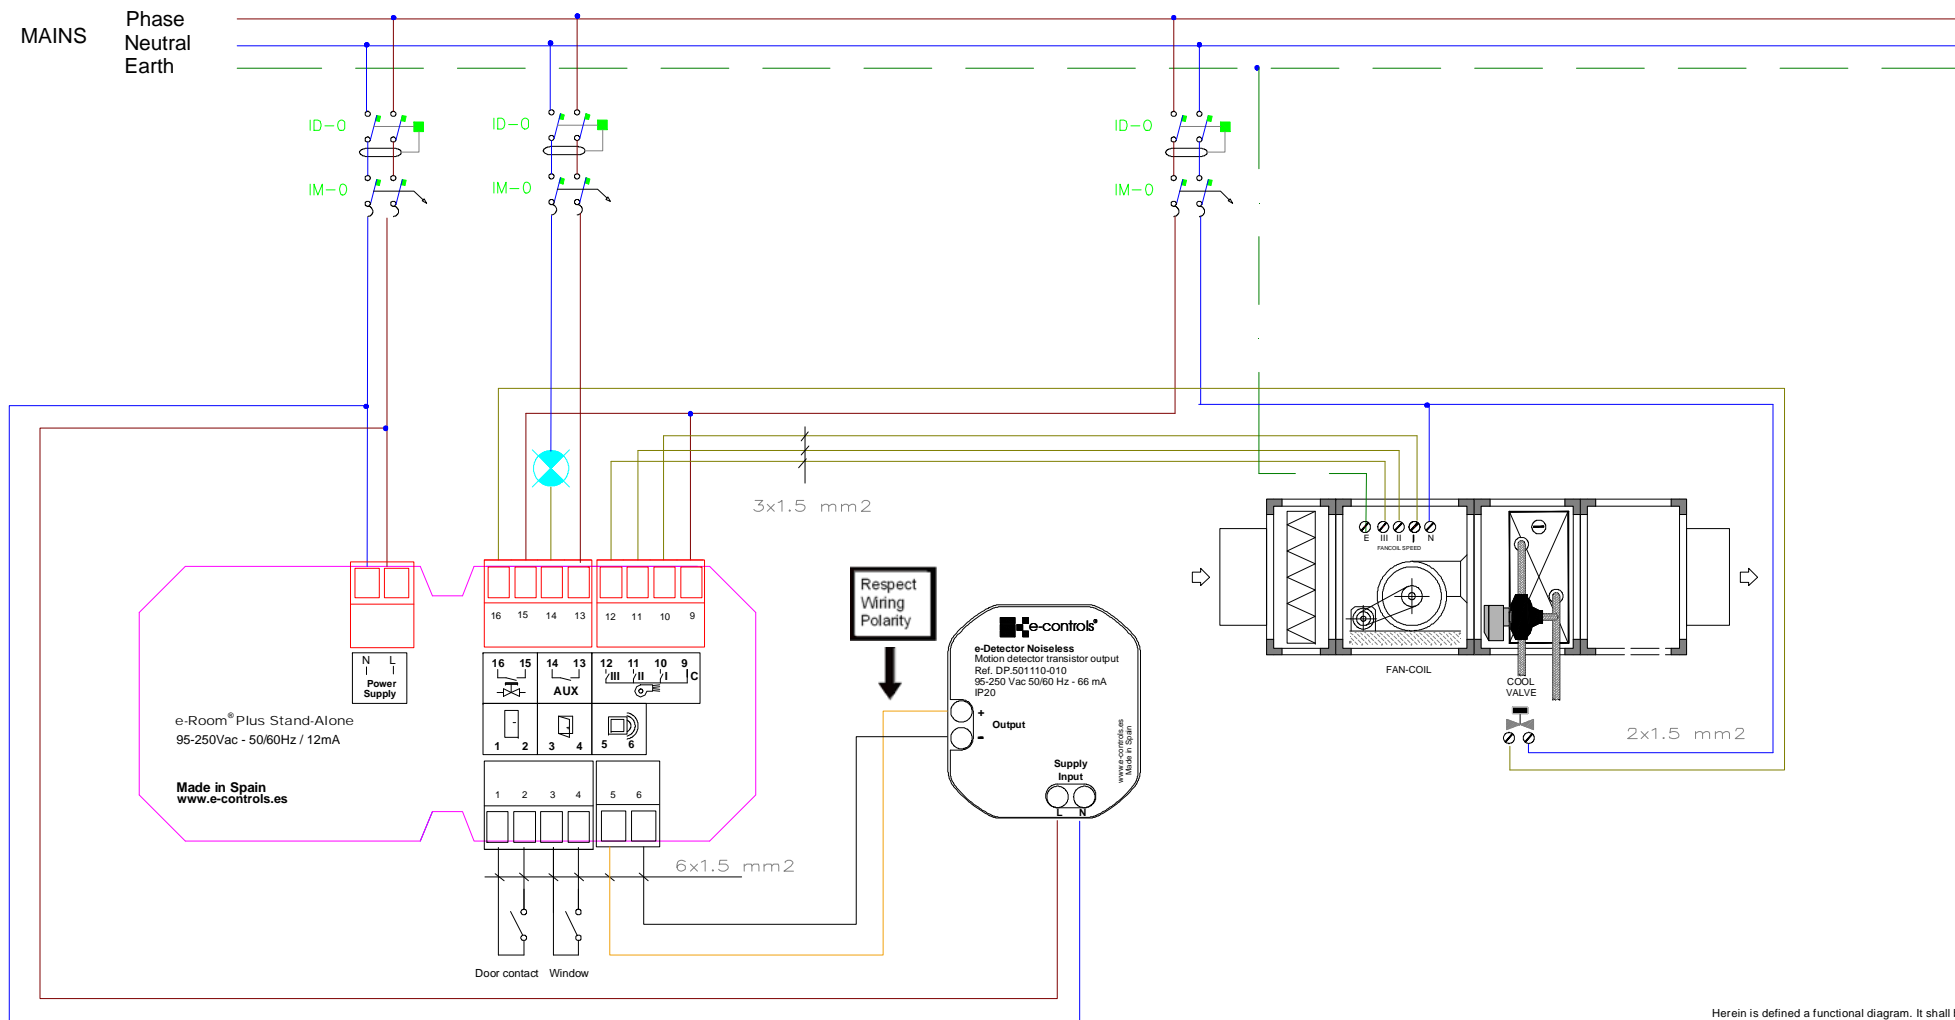 MAINS
Phase
Neutral
Earth
ID-0
ID-0
ID-0
IM-0
IM-0
IM-0
3x1.5 mm2
E III II I N
FANCOIL SPEED
FAN-COIL
COOL
VALVE
2x1.5 mm2
Respect
Wiring
Polarity
e-controls®
e-Detector Noiseless
Motion detector transistor output
Ref. DP.501110-010
95-250 Vac 50/60 Hz - 66 mA
IP20
+
Output
-
Supply
Input
L N
www.e-controls.es
Made in Spain
16 15 14 13 12 11 10 9
N L
Power
Supply
16 15 14 13 12 11 10 9
III II I C
AUX
1 2 3 4 5 6
e-Room® Plus Stand-Alone
95-250Vac - 50/60Hz / 12mA
Made in Spain
www.e-controls.es
1 2 3 4 5 6
6x1.5 mm2
Door contact Window
Herein is defined a functional diagram. It shall